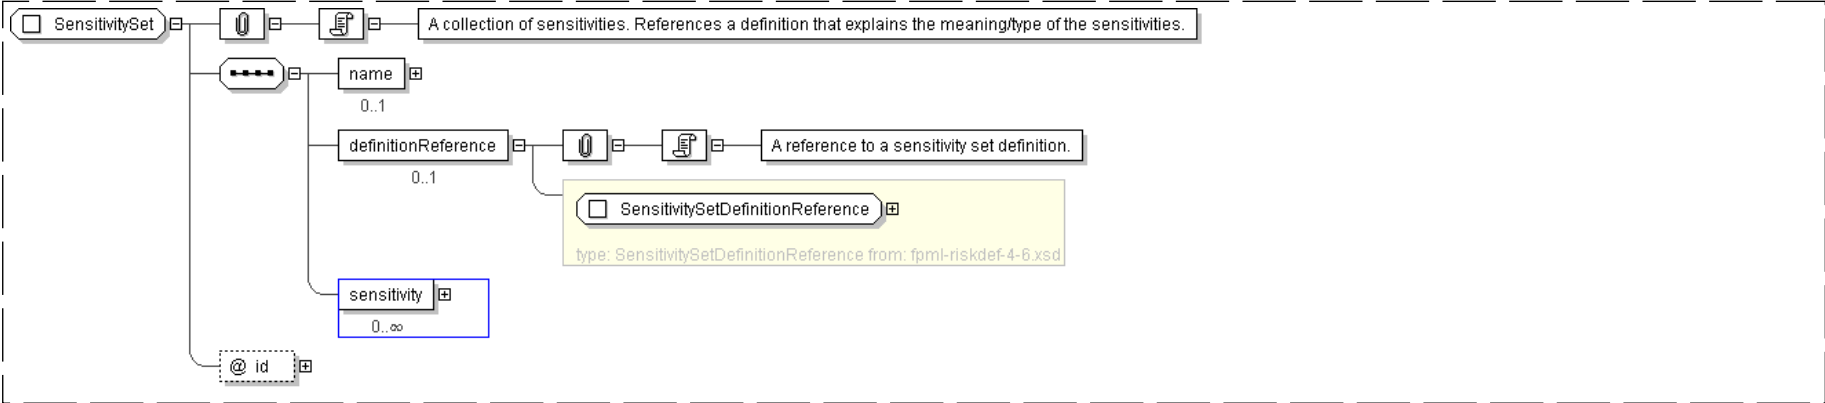 SensitivitySet
A collection of sensitivities. References a definition that explains the meaning/type of the sensitivities.
name
0..1
definitionReference
A reference to a sensitivity set definition.
0..1
SensitivitySetDefinitionReference
type: SensitivitySetDefinitionReference from: fpml-riskdef-4-6.xsd
sensitivity
0..∞
@ id